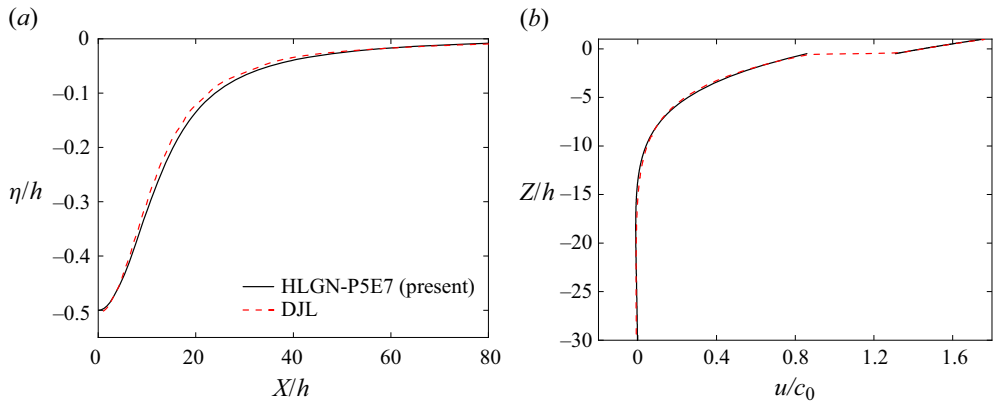 (a)
0
–0.1
–0.2
η/h
–0.3
–0.4
–0.5
HLGN-P5E7 (present)
DJL
0 20 40 60 80
X/h
(b)
0
–5
–10
Z/h
–15
–20
–25
–30
0 0.4 0.8 1.2 1.6
u/c₀